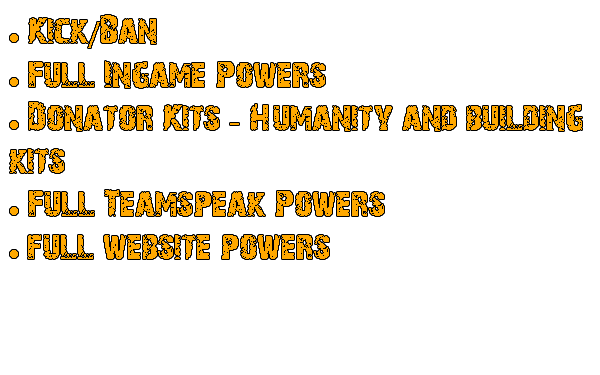 • Kick/Ban
• Full Ingame Powers
• Donator Kits - Humanity and building
kits
• Full Teamspeak Powers
• full website powers